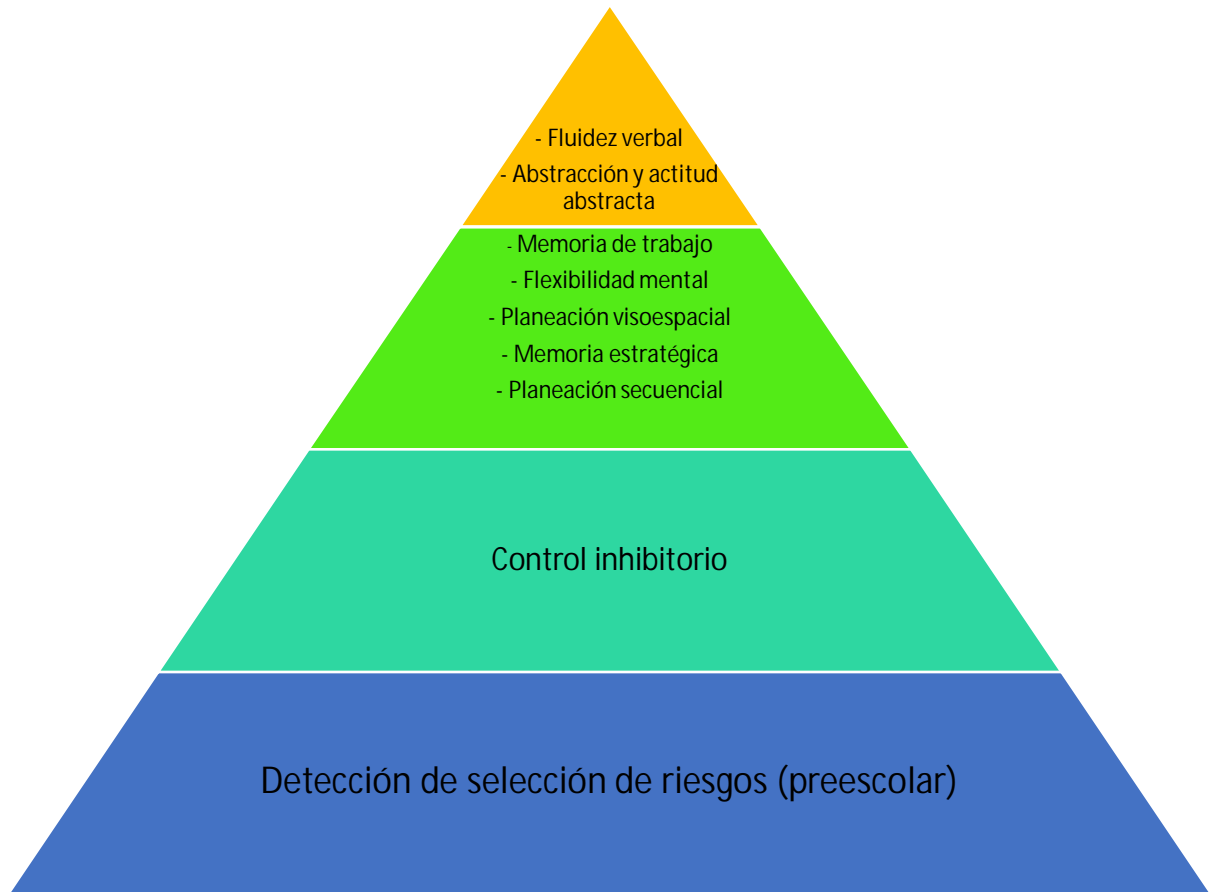 - Fluidez verbal
- Abstracción y actitud
abstracta
- Memoria de trabajo
- Flexibilidad mental
- Planeación visoespacial
- Memoria estratégica
- Planeación secuencial
Control inhibitorio
Detección de selección de riesgos (preescolar)